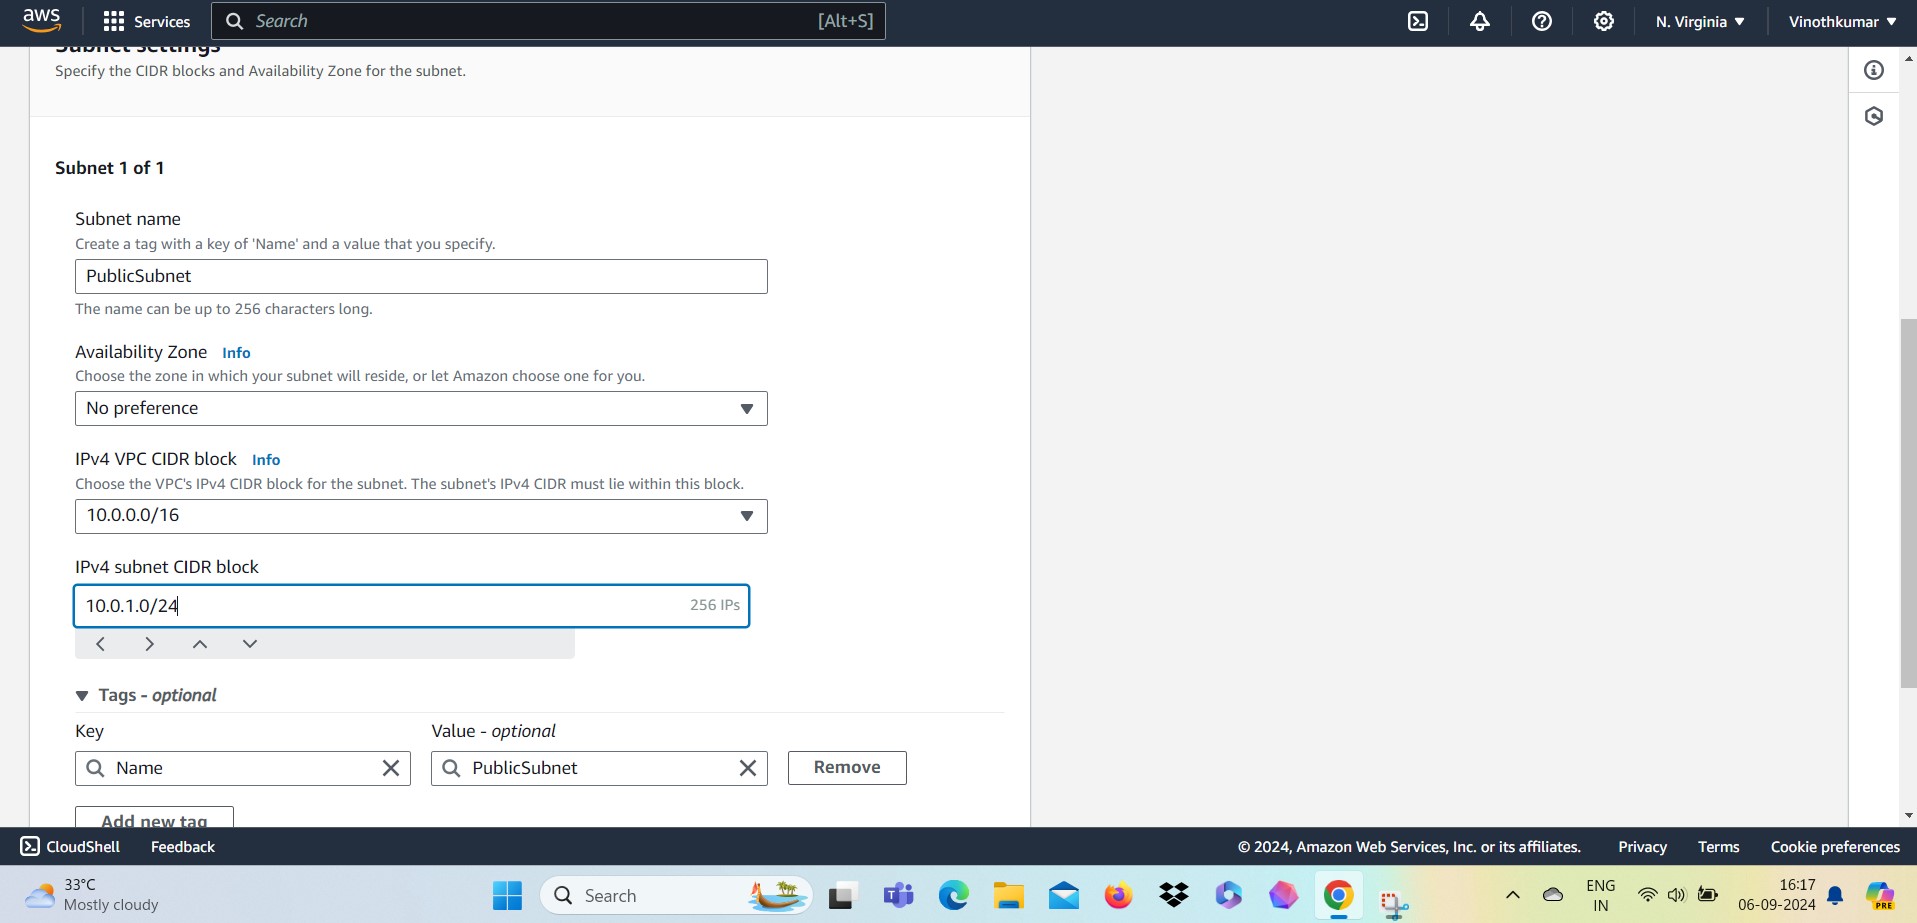 aws
Services
Search
[Alt+S]
N. Virginia
Vinothkumar
Subnet settings
Specify the CIDR blocks and Availability Zone for the subnet.
Subnet 1 of 1
Subnet name
Create a tag with a key of 'Name' and a value that you specify.
PublicSubnet
The name can be up to 256 characters long.
Availability Zone Info
Choose the zone in which your subnet will reside, or let Amazon choose one for you.
No preference
IPv4 VPC CIDR block Info
Choose the VPC's IPv4 CIDR block for the subnet. The subnet's IPv4 CIDR must lie within this block.
10.0.0.0/16
IPv4 subnet CIDR block
10.0.1.0/24
256 IPs
Tags - optional
Key
Value - optional
Name
PublicSubnet
Remove
Add new tag
CloudShell
Feedback
© 2024, Amazon Web Services, Inc. or its affiliates.
Privacy
Terms
Cookie preferences
33°C
Mostly cloudy
Search
ENG
IN
16:17
06-09-2024
PRE